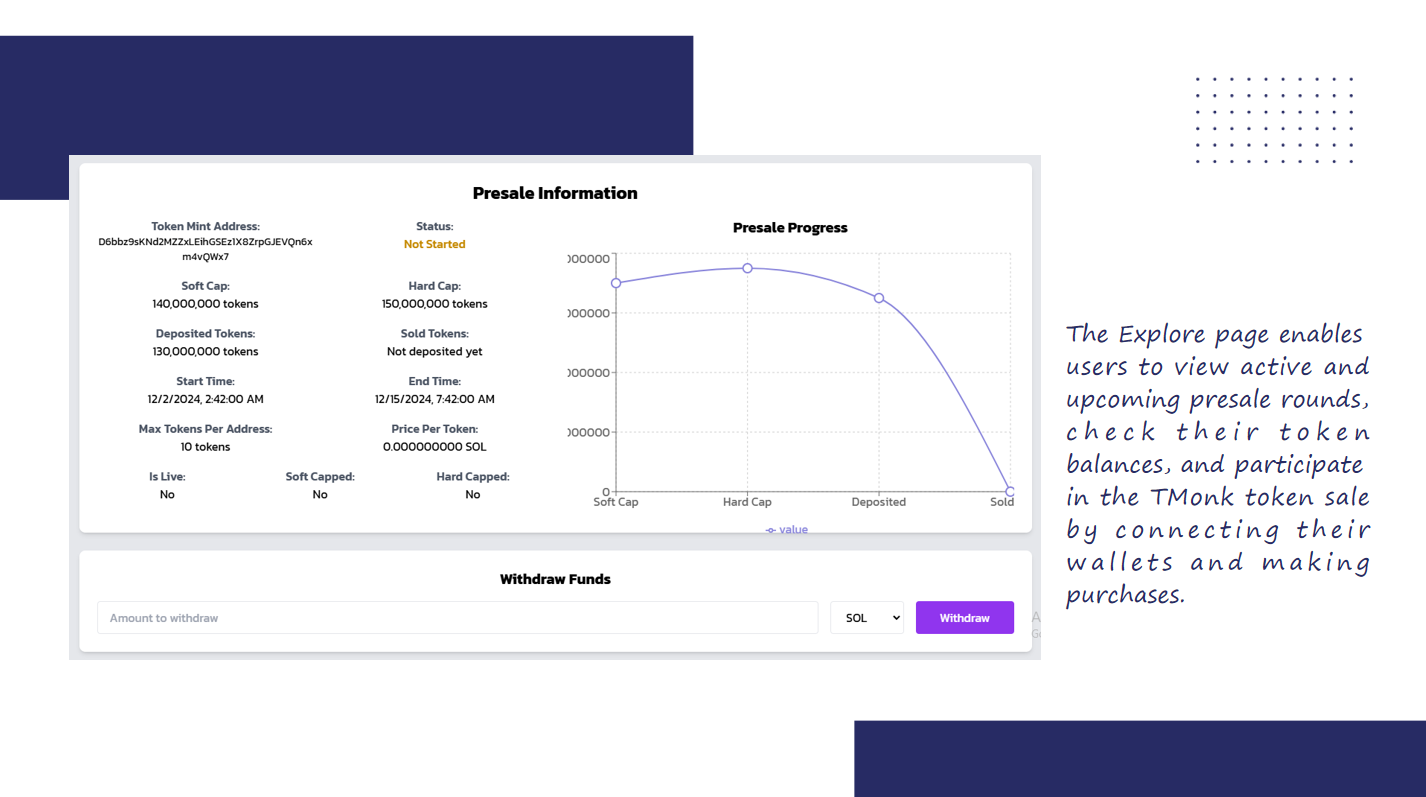 Presale Information
Token Mint Address:
D6bbz9sKNd2MZZxLEihGSEz1X8ZrpGJEVQn6x
m4vQWx7
Status:
Not Started
Soft Cap:
140,000,000 tokens
Hard Cap:
150,000,000 tokens
Deposited Tokens:
130,000,000 tokens
Sold Tokens:
Not deposited yet
Start Time:
12/2/2024, 2:42:00 AM
End Time:
12/15/2024, 7:42:00 AM
Max Tokens Per Address:
10 tokens
Price Per Token:
0.000000000 SOL
Is Live:
No
Soft Capped:
No
Hard Capped:
No
Presale Progress
000000
000000
000000
000000
0
Soft Cap
Hard Cap
Deposited
Sold
value
Withdraw Funds
Amount to withdraw
SOL
Withdraw
A
Go
The Explore page enables
users to view active and
upcoming presale rounds,
check their token
balances, and participate
in the TMonk token sale
by connecting their
wallets and making
purchases.